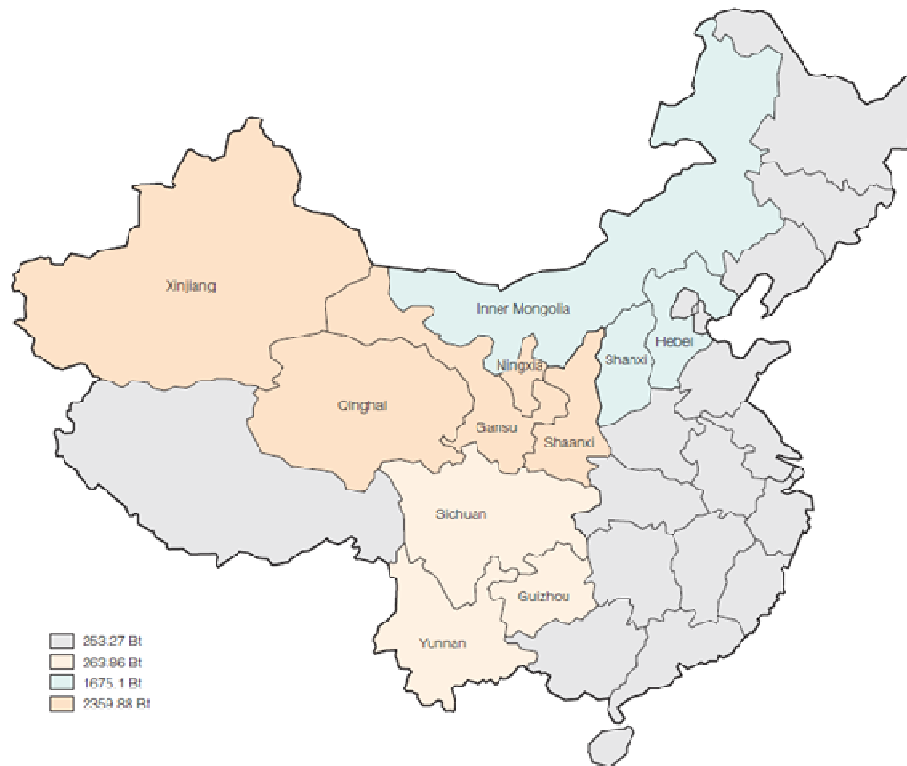 Xinjiang
Inner Mongolia
Hebei
Shanxi
Ningxia
Qinghai
Gansu
Shaanxi
Sichuan
Guizhou
Yunnan
253.27 Bt
263.96 Bt
1675.1 Bt
2359.88 Bt